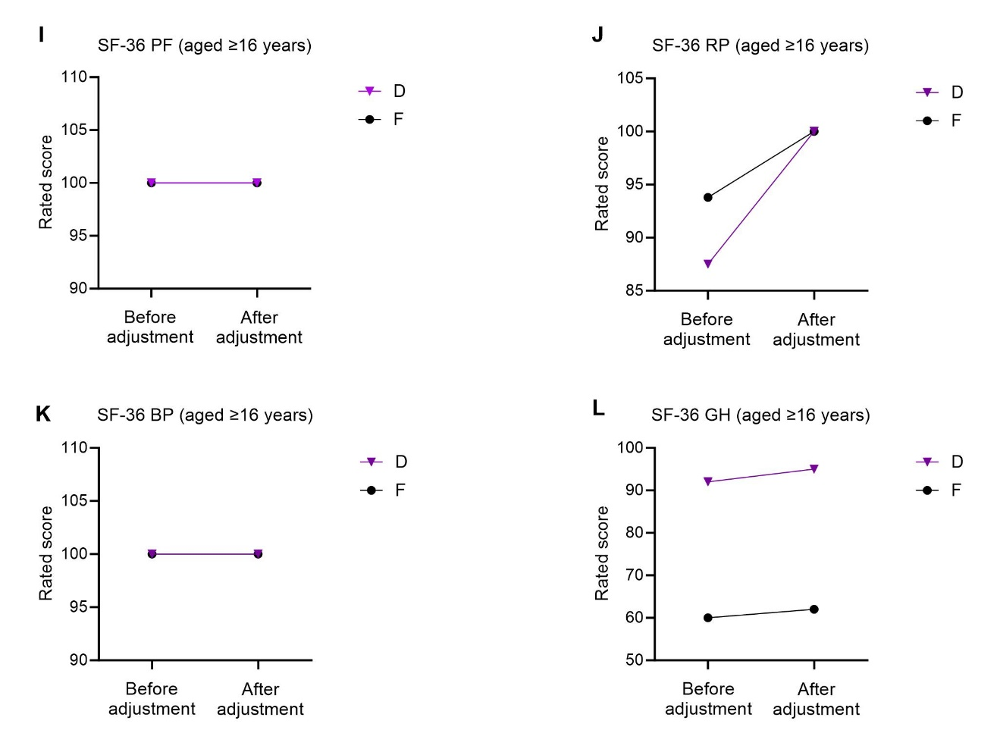 I
SF-36 PF (aged ≥16 years)
110
105
100
95
90
Rated score
Before adjustment
After adjustment
D
F
J
SF-36 RP (aged ≥16 years)
105
100
95
90
85
Rated score
Before adjustment
After adjustment
D
F
K
SF-36 BP (aged ≥16 years)
110
105
100
95
90
Rated score
Before adjustment
After adjustment
D
F
L
SF-36 GH (aged ≥16 years)
100
90
80
70
60
50
Rated score
Before adjustment
After adjustment
D
F